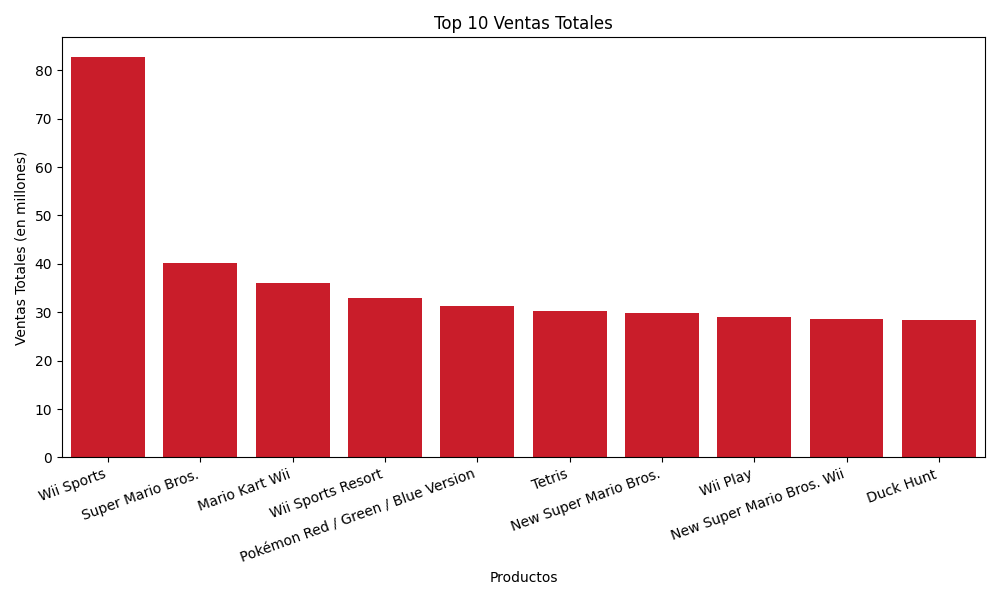 Top 10 Ventas Totales
Ventas Totales (en millones)
80
70
60
50
40
30
20
10
0
Wii Sports
Super Mario Bros.
Mario Kart Wii
Wii Sports Resort
Pokémon Red / Green / Blue Version
Tetris
New Super Mario Bros.
Wii Play
New Super Mario Bros. Wii
Duck Hunt
Productos